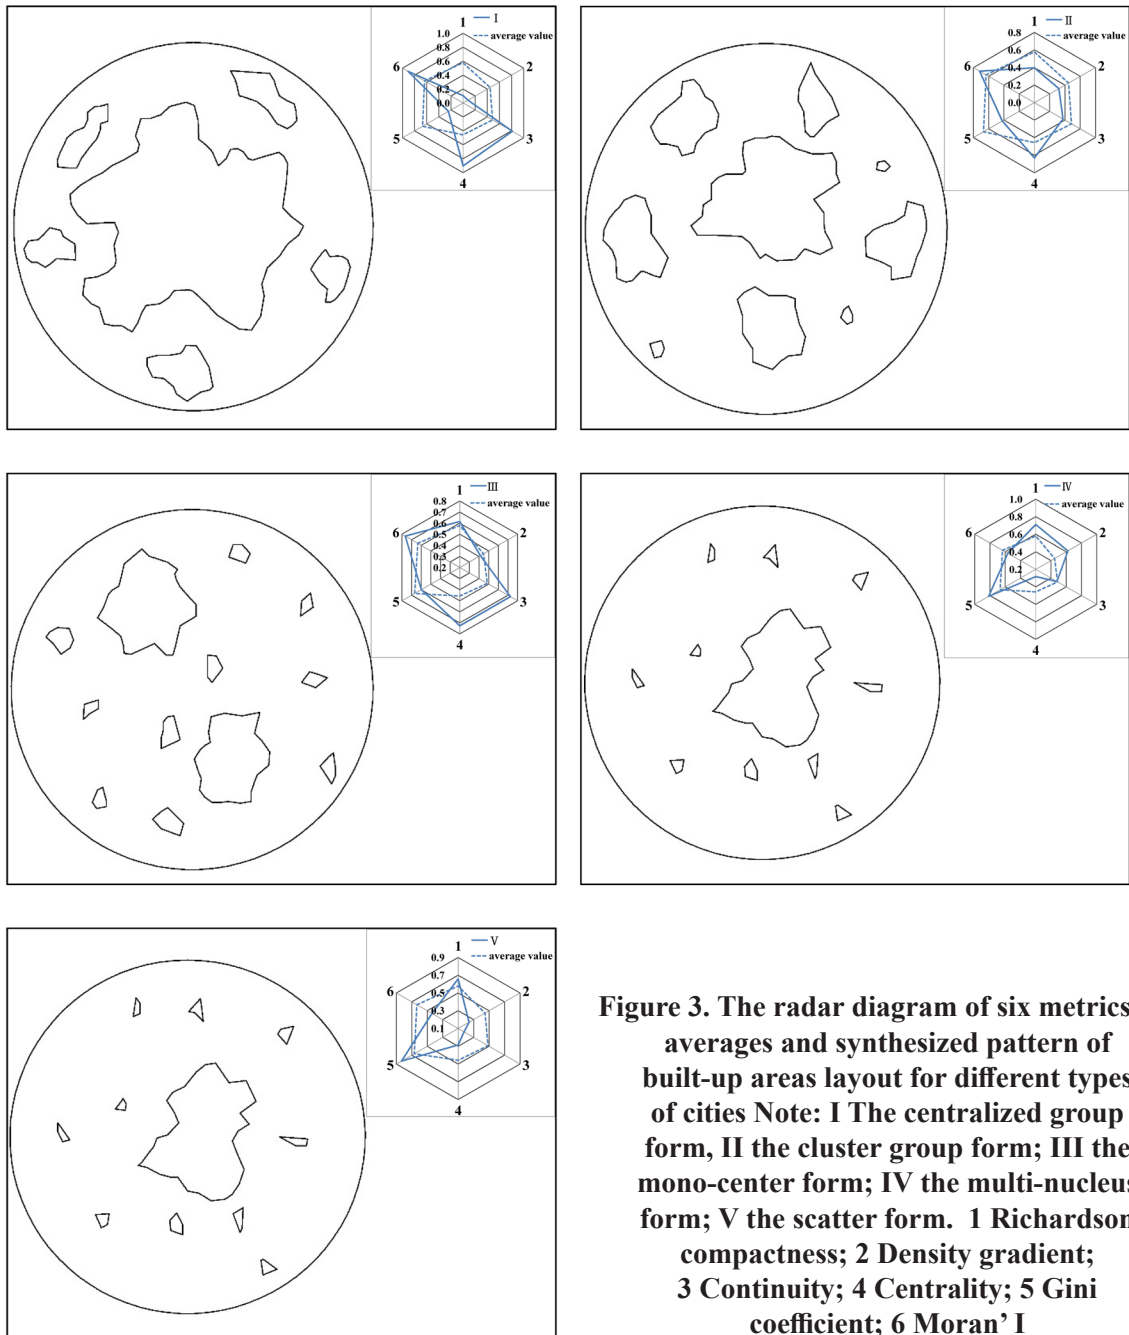 1
I
average value
1.0
0.8
0.6
0.4
0.2
0.0
6
2
5
3
4
1
II
average value
0.8
0.6
0.4
0.2
0.0
6
2
5
3
4
1
III
average value
0.8
0.7
0.6
0.5
0.4
0.3
0.2
6
2
5
3
4
1
IV
average value
1.0
0.8
0.6
0.4
0.2
6
2
5
3
4
1
V
average value
0.9
0.7
0.5
0.3
0.1
6
2
5
3
4
Figure 3. The radar diagram of six metrics
averages and synthesized pattern of
built-up areas layout for different types
of cities Note: I The centralized group
form, II the cluster group form; III the
mono-center form; IV the multi-nucleus
form; V the scatter form. 1 Richardson
compactness; 2 Density gradient;
3 Continuity; 4 Centrality; 5 Gini
coefficient; 6 Moran’ I